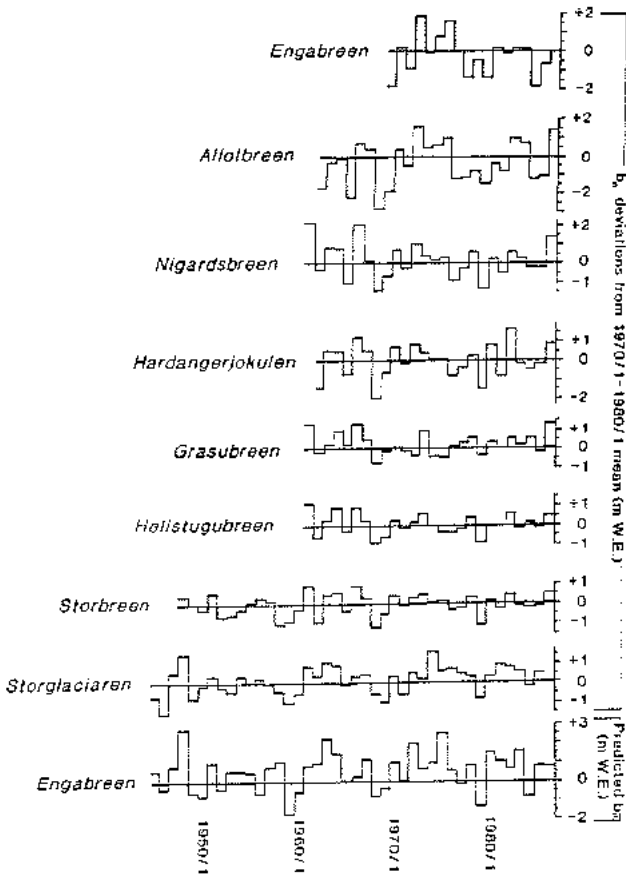 +2
Engabreen
0
-2
+2
Alfotbreen
0
-2
+2
Nigardsbreen
0
-1
+1
Hardangerjokulen
0
-2
+1
Grasubreen
0
-1
+1
Hellstugubreen
0
-1
+1
Storbreen
0
-1
+1
Storglaciaren
0
-1
+3
Engabreen
0
-2
1950/1
1960/1
1970/1
1980/1
bn deviations from 1970/1-1980/1 mean (m W.E.)
Predicted bn
(m W.E.)